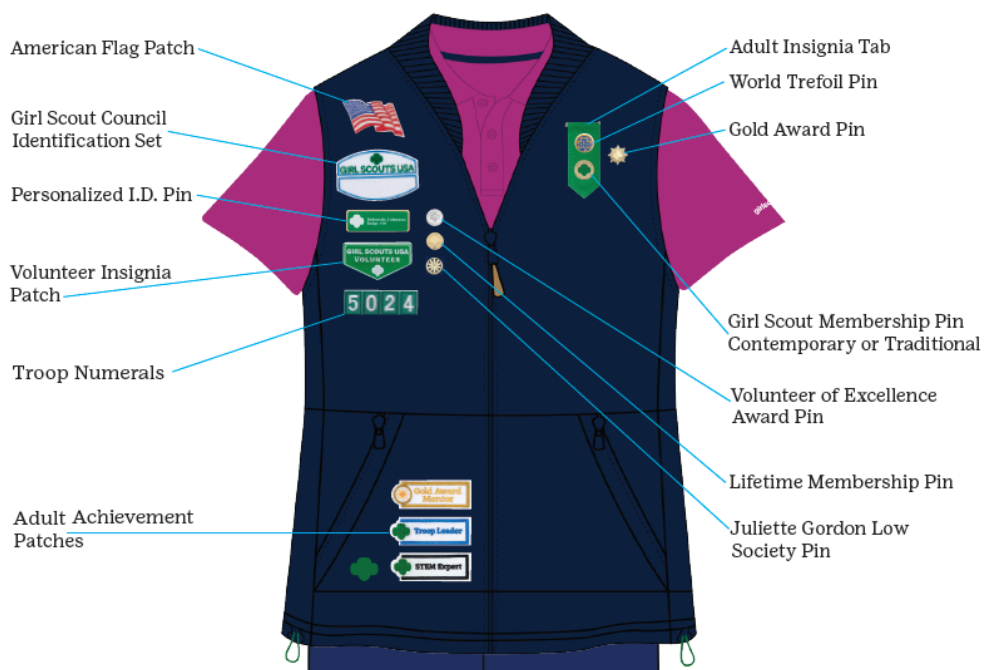 American Flag Patch
Girl Scout Council
Identification Set
Personalized I.D. Pin
Volunteer Insignia
Patch
Troop Numerals
Adult Achievement
Patches
GIRL SCOUTS USA
GIRL SCOUTS USA
VOLUNTEER
5024
Gold Award
Mentor
Troop Leader
STEM Expert
Adult Insignia Tab
World Trefoil Pin
Gold Award Pin
Girl Scout Membership Pin
Contemporary or Traditional
Volunteer of Excellence
Award Pin
Lifetime Membership Pin
Juliette Gordon Low
Society Pin